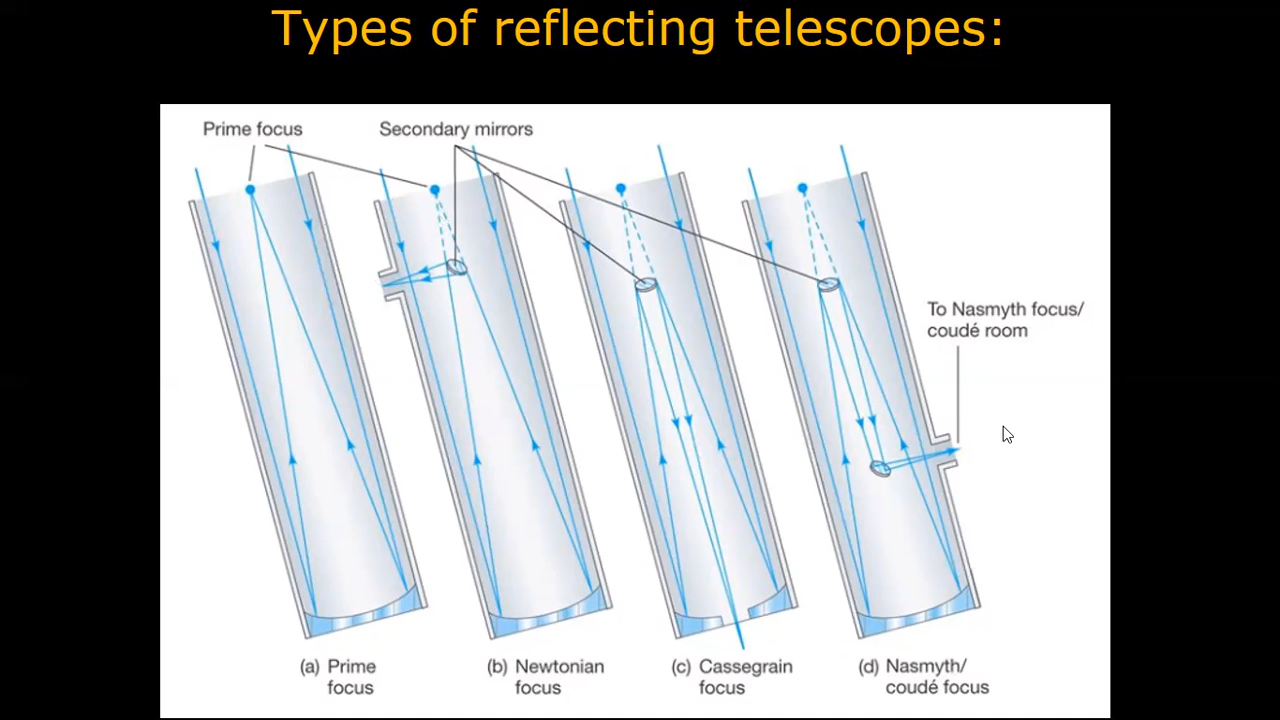 Types of reflecting telescopes:
Prime focus
Secondary mirrors
To Nasmyth focus/
coudé room
(a) Prime
focus
(b) Newtonian
focus
(c) Cassegrain
focus
(d) Nasmyth/
coudé focus